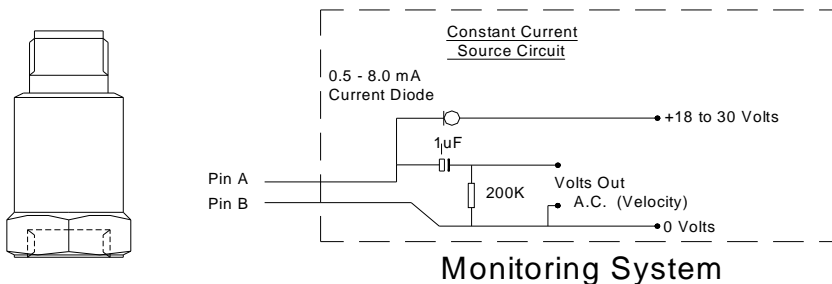 Constant Current
Source Circuit
0.5 - 8.0 mA
Current Diode
+18 to 30 Volts
1uF
Pin A
Volts Out
200K
A.C. (Velocity)
Pin B
0 Volts
Monitoring System